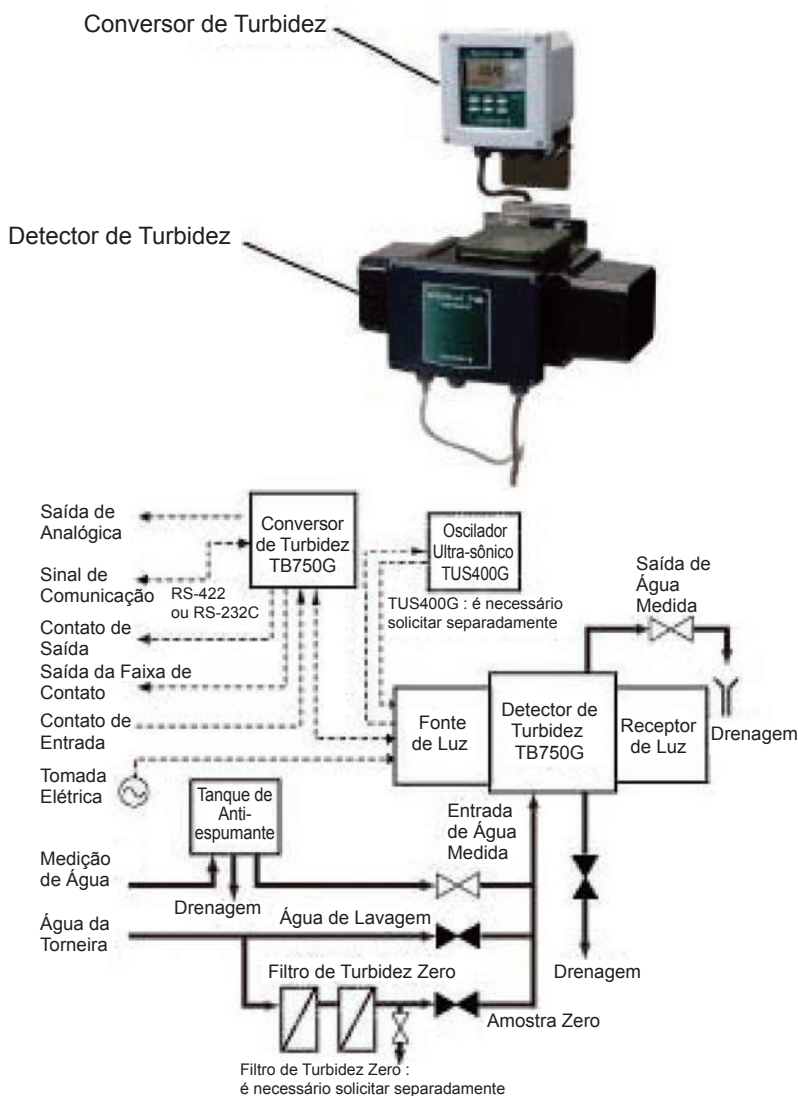 Conversor de Turbidez
Detector de Turbidez
Saída de
Analógica
Sinal de
Comunicação
RS-422
ou RS-232C
Contato de
Saída
Saída da Faixa de
Contato
Contato de
Entrada
Tomada
Elétrica
Conversor
de Turbidez
TB750G
Oscilador
Ultra-sônico
TUS400G
TUS400G : é necessário
solicitar separadamente
Saída de
Água
Medida
Fonte
de Luz
Detector de
Turbidez
TB750G
Receptor
de Luz
Drenagem
Tanque de
Anti-
espumante
Entrada
de Água
Medida
Medição
de Água
Drenagem
Água da
Torneira
Água de Lavagem
Drenagem
Filtro de Turbidez Zero
Amostra Zero
Filtro de Turbidez Zero :
é necessário solicitar separadamente